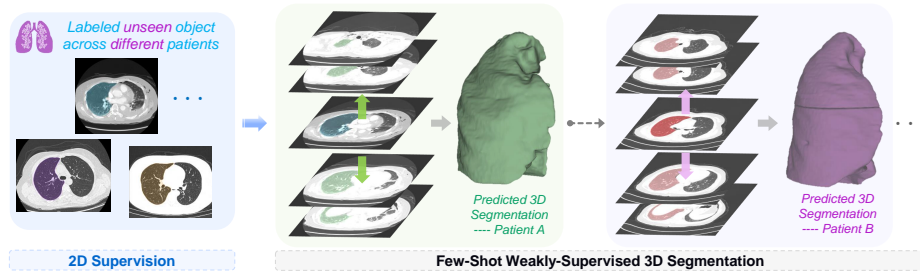 Labeled unseen object
across different patients
. . .
Predicted 3D
Segmentation
---- Patient A
Predicted 3D
Segmentation
---- Patient B
. .
2D Supervision
Few-Shot Weakly-Supervised 3D Segmentation